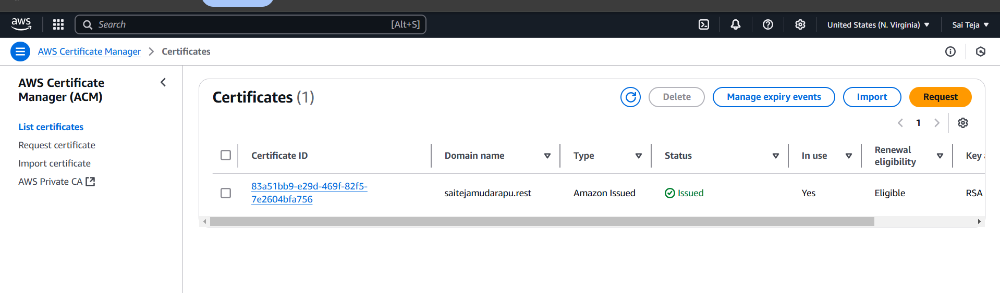 aws
Search
[Alt+S]
United States (N. Virginia)
Sai Teja
AWS Certificate Manager
Certificates
AWS Certificate
Manager (ACM)
List certificates
Request certificate
Import certificate
AWS Private CA
Certificates (1)
Delete
Manage expiry events
Import
Request
1
Certificate ID
Domain name
Type
Status
In use
Renewal
eligibility
Key
83a51bb9-e29d-469f-82f5-
7e2604bfa756
saitejamudarapu.rest
Amazon Issued
Issued
Yes
Eligible
RSA